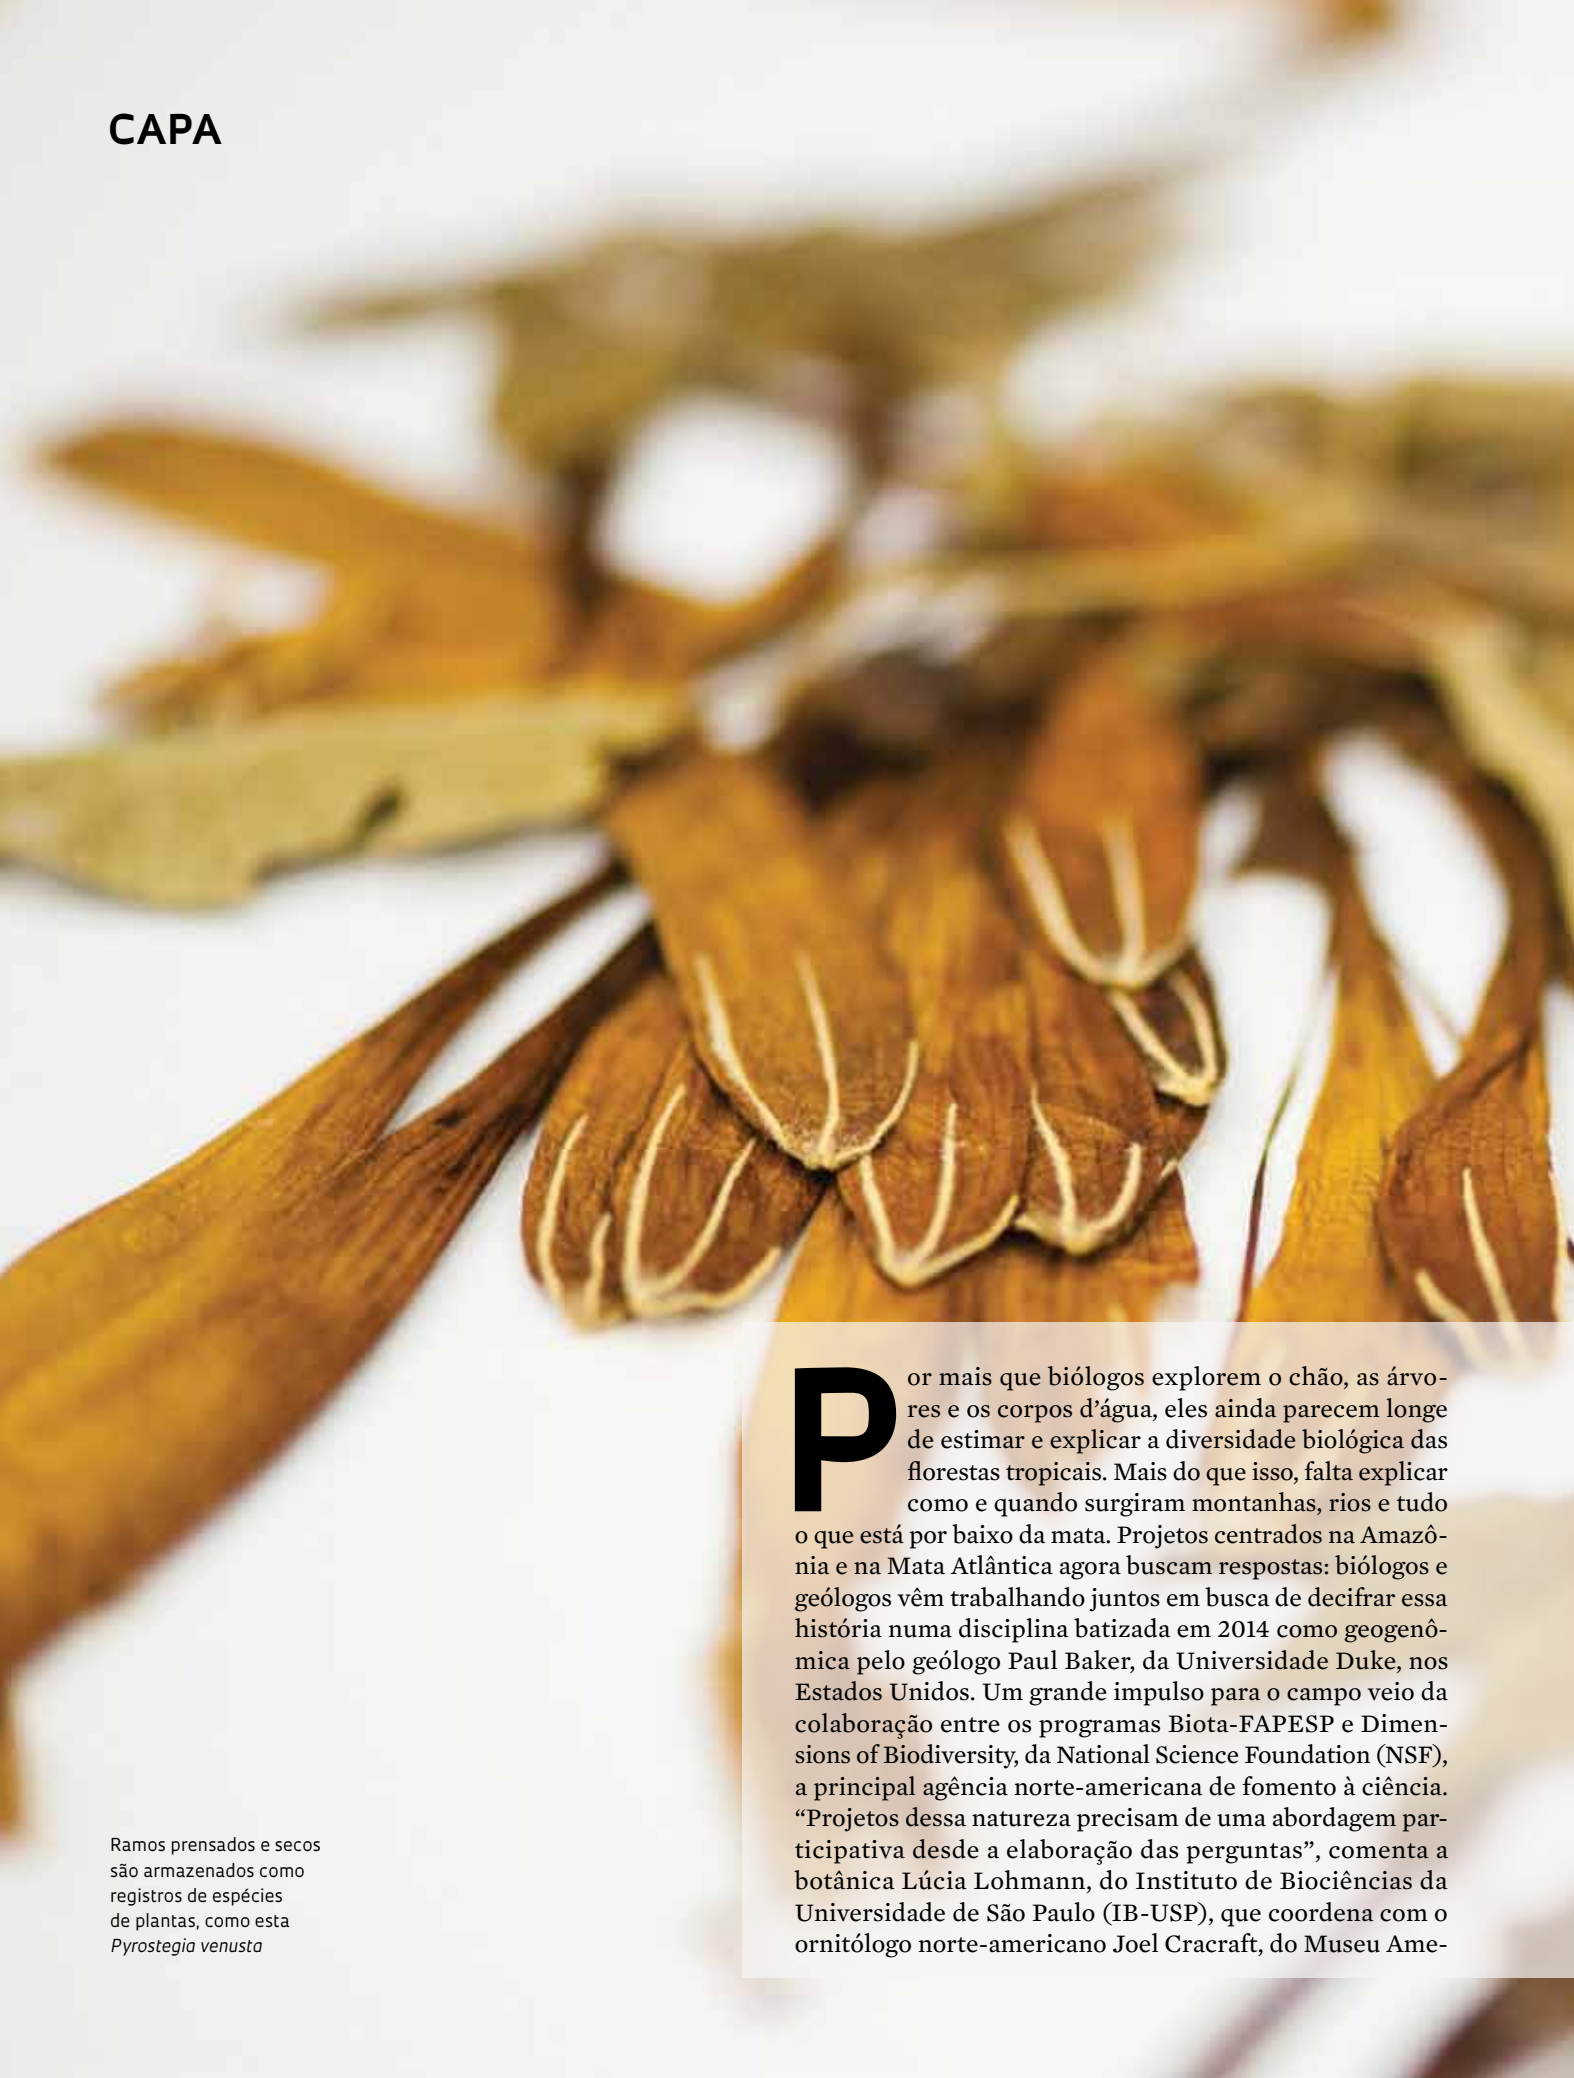 CAPA
Por mais que biólogos explorem o chão, as árvo-
res e os corpos d’água, eles ainda parecem longe
de estimar e explicar a diversidade biológica das
florestas tropicais. Mais do que isso, falta explicar
como e quando surgiram montanhas, rios e tudo
o que está por baixo da mata. Projetos centrados na Amazô-
nia e na Mata Atlântica agora buscam respostas: biólogos e
geólogos vêm trabalhando juntos em busca de decifrar essa
história numa disciplina batizada em 2014 como geogenô-
mica pelo geólogo Paul Baker, da Universidade Duke, nos
Estados Unidos. Um grande impulso para o campo veio da
colaboração entre os programas Biota-FAPESP e Dimen-
sions of Biodiversity, da National Science Foundation (NSF),
a principal agência norte-americana de fomento à ciência.
“Projetos dessa natureza precisam de uma abordagem par-
ticipativa desde a elaboração das perguntas”, comenta a
botânica Lúcia Lohmann, do Instituto de Biociências da
Universidade de São Paulo (IB-USP), que coordena com o
ornitólogo norte-americano Joel Cracraft, do Museu Ame-
Ramos prensados e secos
são armazenados como
registros de espécies
de plantas, como esta
Pyrostegia venusta